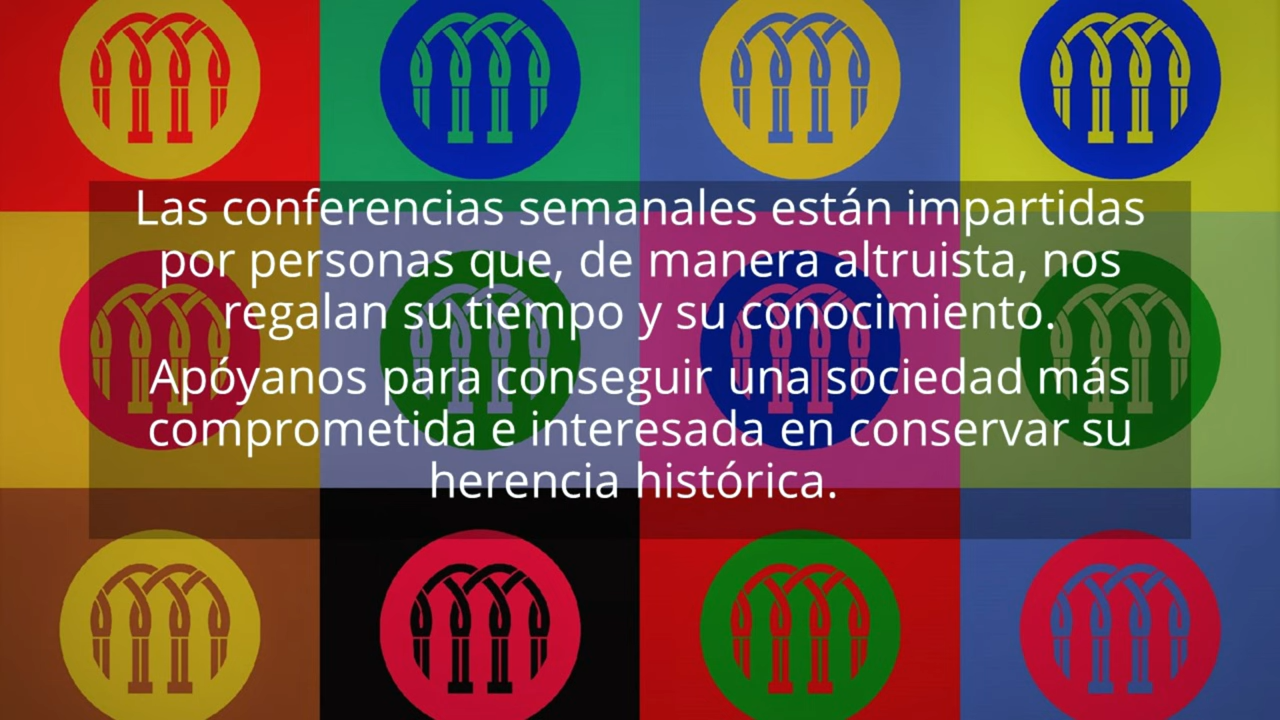 Las conferencias semanales están impartidas
por personas que, de manera altruista, nos
regalan su tiempo y su conocimiento.
Apóyanos para conseguir una sociedad más
comprometida e interesada en conservar su
herencia histórica.